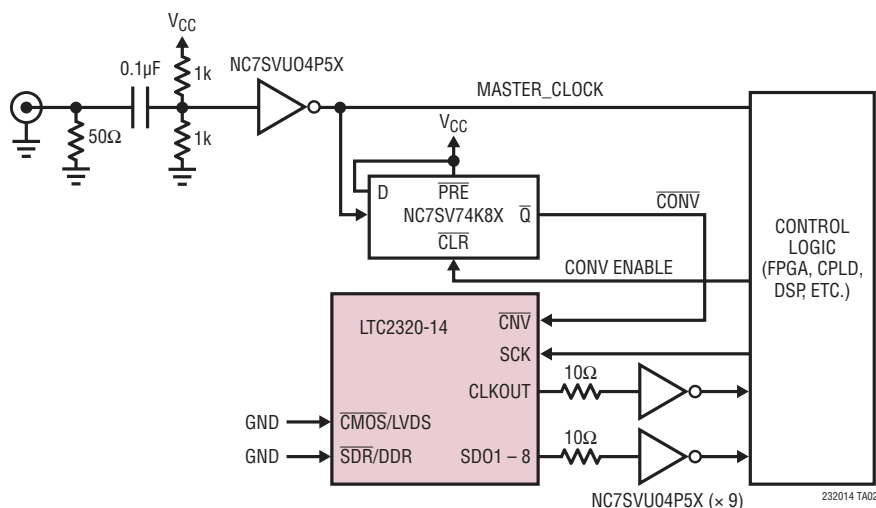 VCC
0.1µF
1k
NC7SVUO4P5X
MASTER_CLOCK
50Ω
1k
VCC
D
PRE
NC7SV74K8X
Q
CLR
CONV
CONV ENABLE
CONTROL
LOGIC
(FPGA, CPLD,
DSP, ETC.)
LTC2320-14
CNV
SCK
CLKOUT
10Ω
GND
CMOS/LVDS
GND
SDR/DDR
SDO1 – 8
10Ω
NC7SVU04P5X (× 9)
232014 TA02